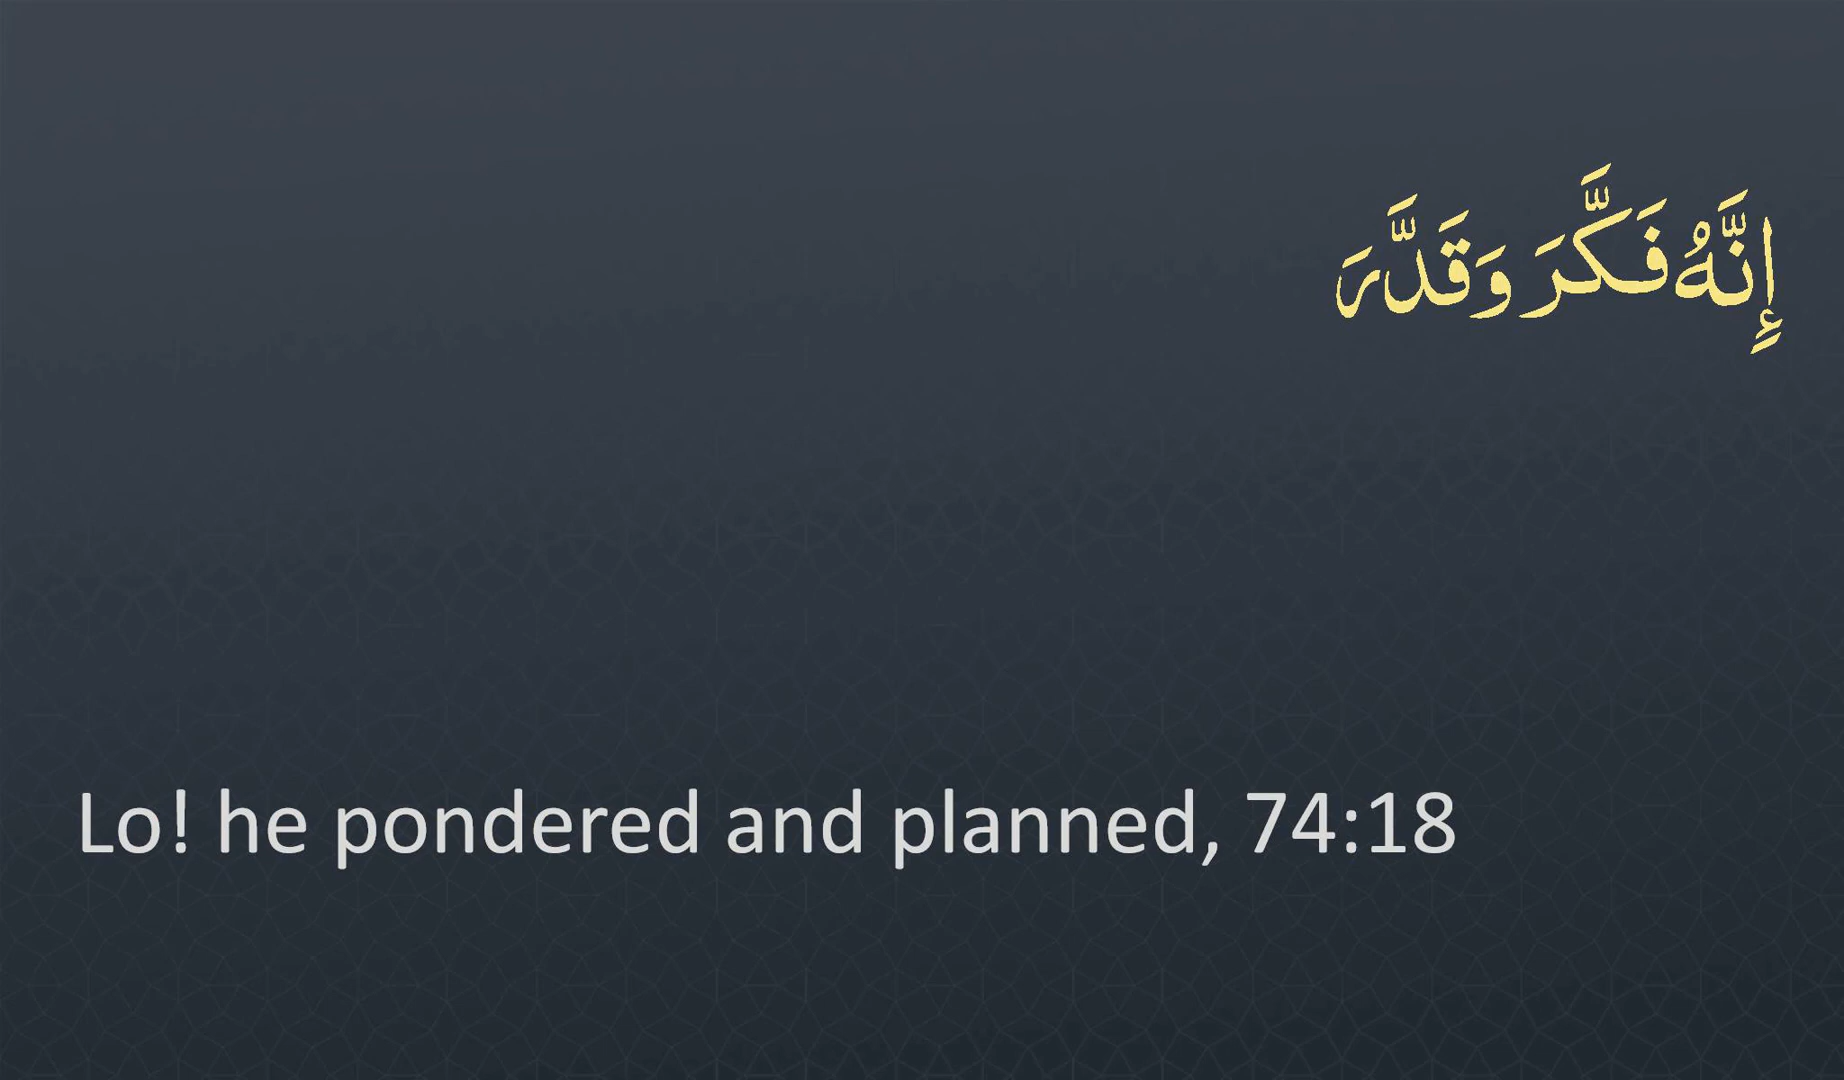 إِنَّهُ فَكَّرَ وَقَدَّرَ
Lo! he pondered and planned, 74:18